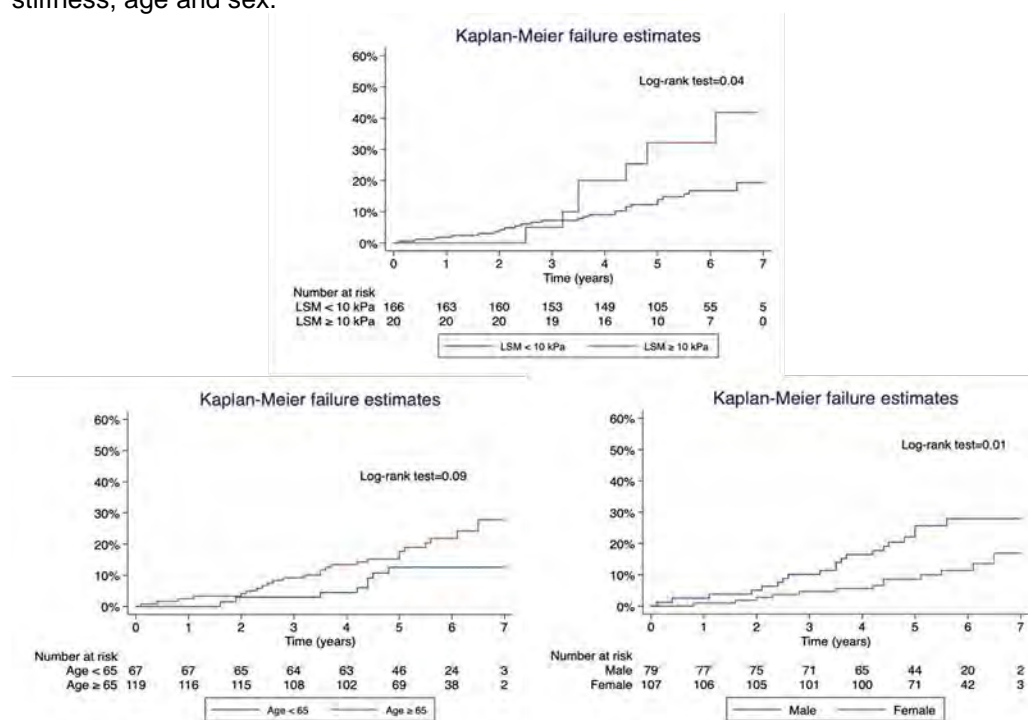 stiffness, age and sex.
Kaplan-Meier failure estimates
Log-rank test=0.04
60%
50%
40%
30%
20%
10%
0%
0 1 2 3 4 5 6 7
Time (years)
Number at risk
LSM < 10 kPa 166 163 160 153 149 105 55 5
LSM ≥ 10 kPa 20 20 20 19 16 10 7 0
LSM < 10 kPa LSM ≥ 10 kPa
Kaplan-Meier failure estimates
Log-rank test=0.09
60%
50%
40%
30%
20%
10%
0%
0 1 2 3 4 5 6 7
Time (years)
Number at risk
Age < 65 67 67 65 64 63 46 24 3
Age ≥ 65 119 116 115 108 102 69 38 2
Age < 65 Age ≥ 65
Kaplan-Meier failure estimates
Log-rank test=0.01
60%
50%
40%
30%
20%
10%
0%
0 1 2 3 4 5 6 7
Time (years)
Number at risk
Male 79 77 75 71 65 44 20 2
Female 107 106 105 101 100 71 42 3
Male Female